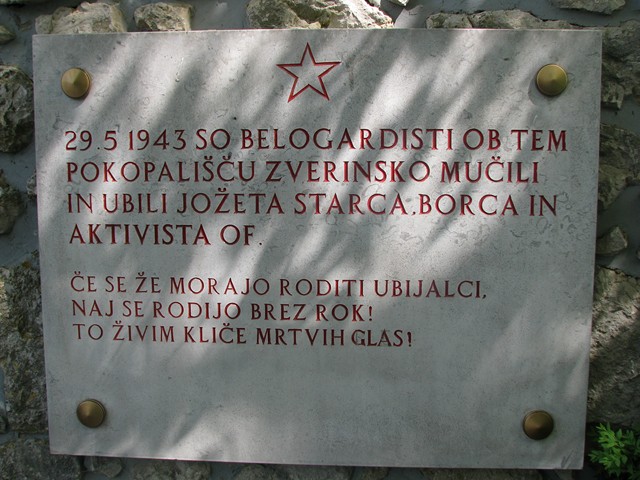 29.5 1943 SO BELOGARDISTI OB TEM
POKOPALIŠČU ZVERINSKO MUČILI
IN UBILI JOŽETA STARCA, BORCA IN
AKTIVISTA OF.
ČE SE ŽE MORAJO RODITI UBIJALCI,
NAJ SE RODIJO BREZ ROK!
TO ŽIVIM KLIČE MRTVIH GLAS!